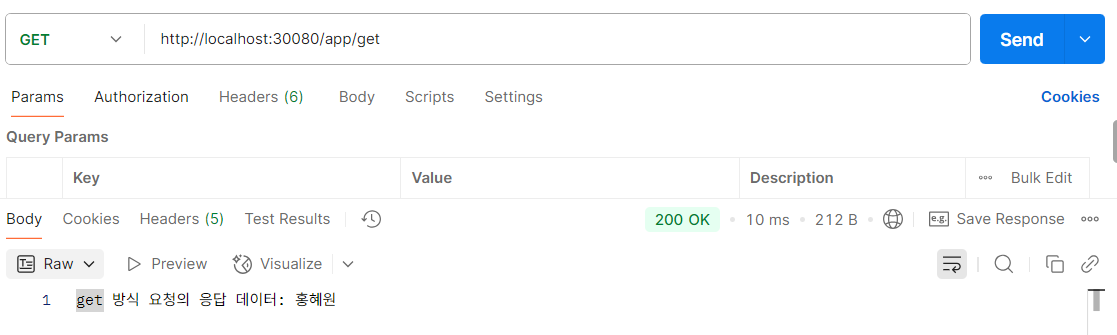 GET http://localhost:30080/app/get Send
Params Authorization Headers (6) Body Scripts Settings Cookies
Query Params
Key Value Description Bulk Edit
Body Cookies Headers (5) Test Results 200 OK 10 ms 212 B e.g. Save Response
Raw Preview Visualize
1 get 방식 요청의 응답 데이터: 홍혜원